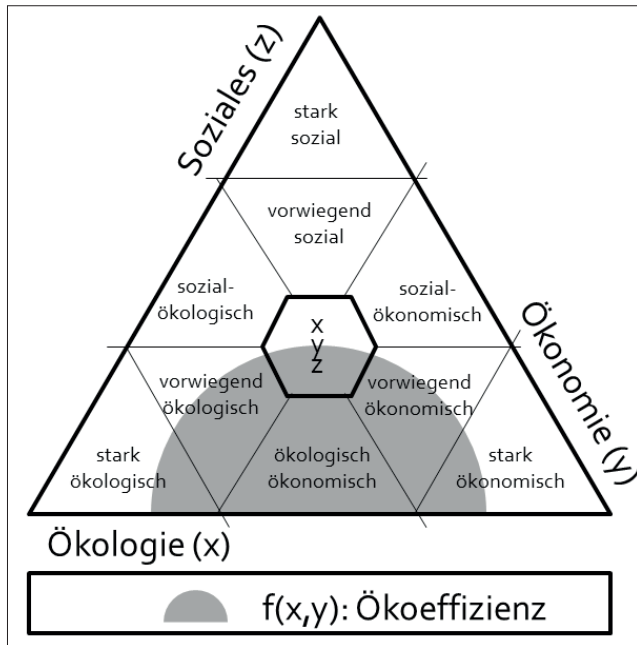 Soziales (z)
stark
sozial
vorwiegend
sozial
sozial-
ökologisch
sozial-
ökonomisch
x
y
z
Ökonomie (y)
vorwiegend
ökologisch
vorwiegend
ökonomisch
stark
ökologisch
ökologisch
ökonomisch
stark
ökonomisch
Ökologie (x)
f(x,y): Ökoeffizienz